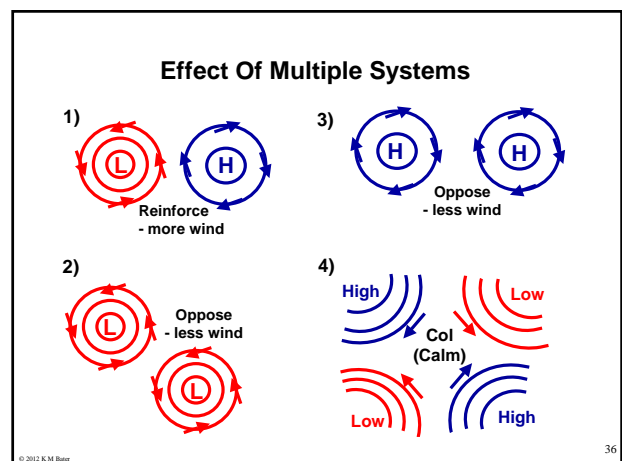 Effect Of Multiple Systems
1)
L
H
Reinforce
- more wind
3)
H
H
Oppose
- less wind
2)
L
L
Oppose
- less wind
4)
High
Low
Col
(Calm)
Low
High
© 2012 K M Bater
36